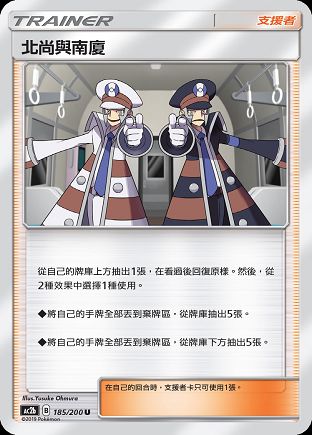 TRAINER
支援者
北尚與南廈
從自己的牌庫上方抽出1張，在看過後回復原樣。然後，從
2種效果中選擇1種使用。
◆將自己的手牌全部丟到棄牌區，從牌庫抽出5張。
◆將自己的手牌全部丟到棄牌區，從牌庫下方抽出5張。
Illus.Yusuke Ohmura
AC2b B 185/200 U
©2019 Pokémon
在自己的回合時，支援者卡只可使用1張。